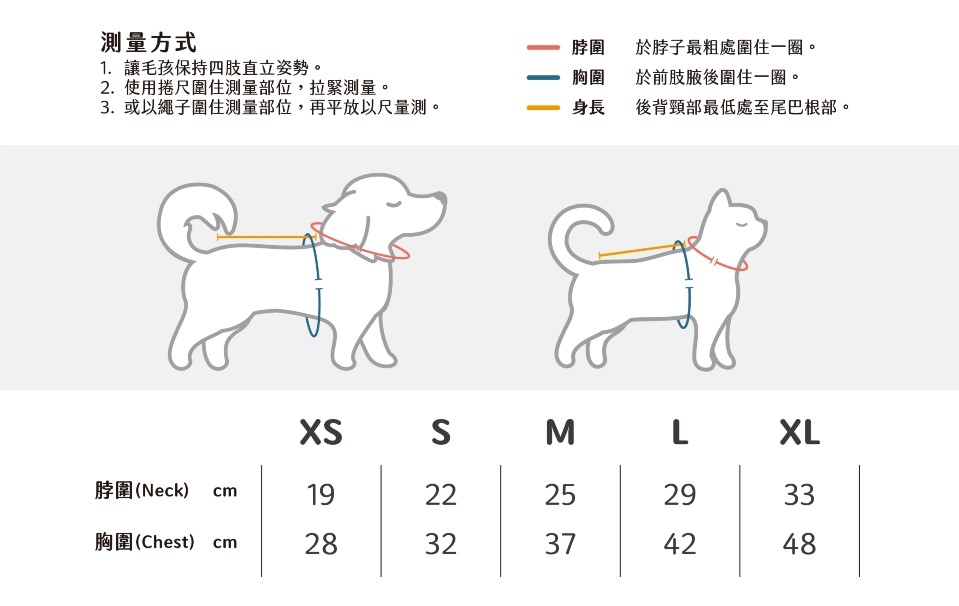 測量方式
1. 讓毛孩保持四肢直立姿勢。
2. 使用捲尺圍住測量部位，拉緊測量。
3. 或以繩子圍住測量部位，再平放以尺量測。
脖圍 於脖子最粗處圍住一圈。
胸圍 於前肢腋後圍住一圈。
身長 後背頸部最低處至尾巴根部。
XS S M L XL
脖圍(Neck) cm 19 22 25 29 33
胸圍(Chest) cm 28 32 37 42 48